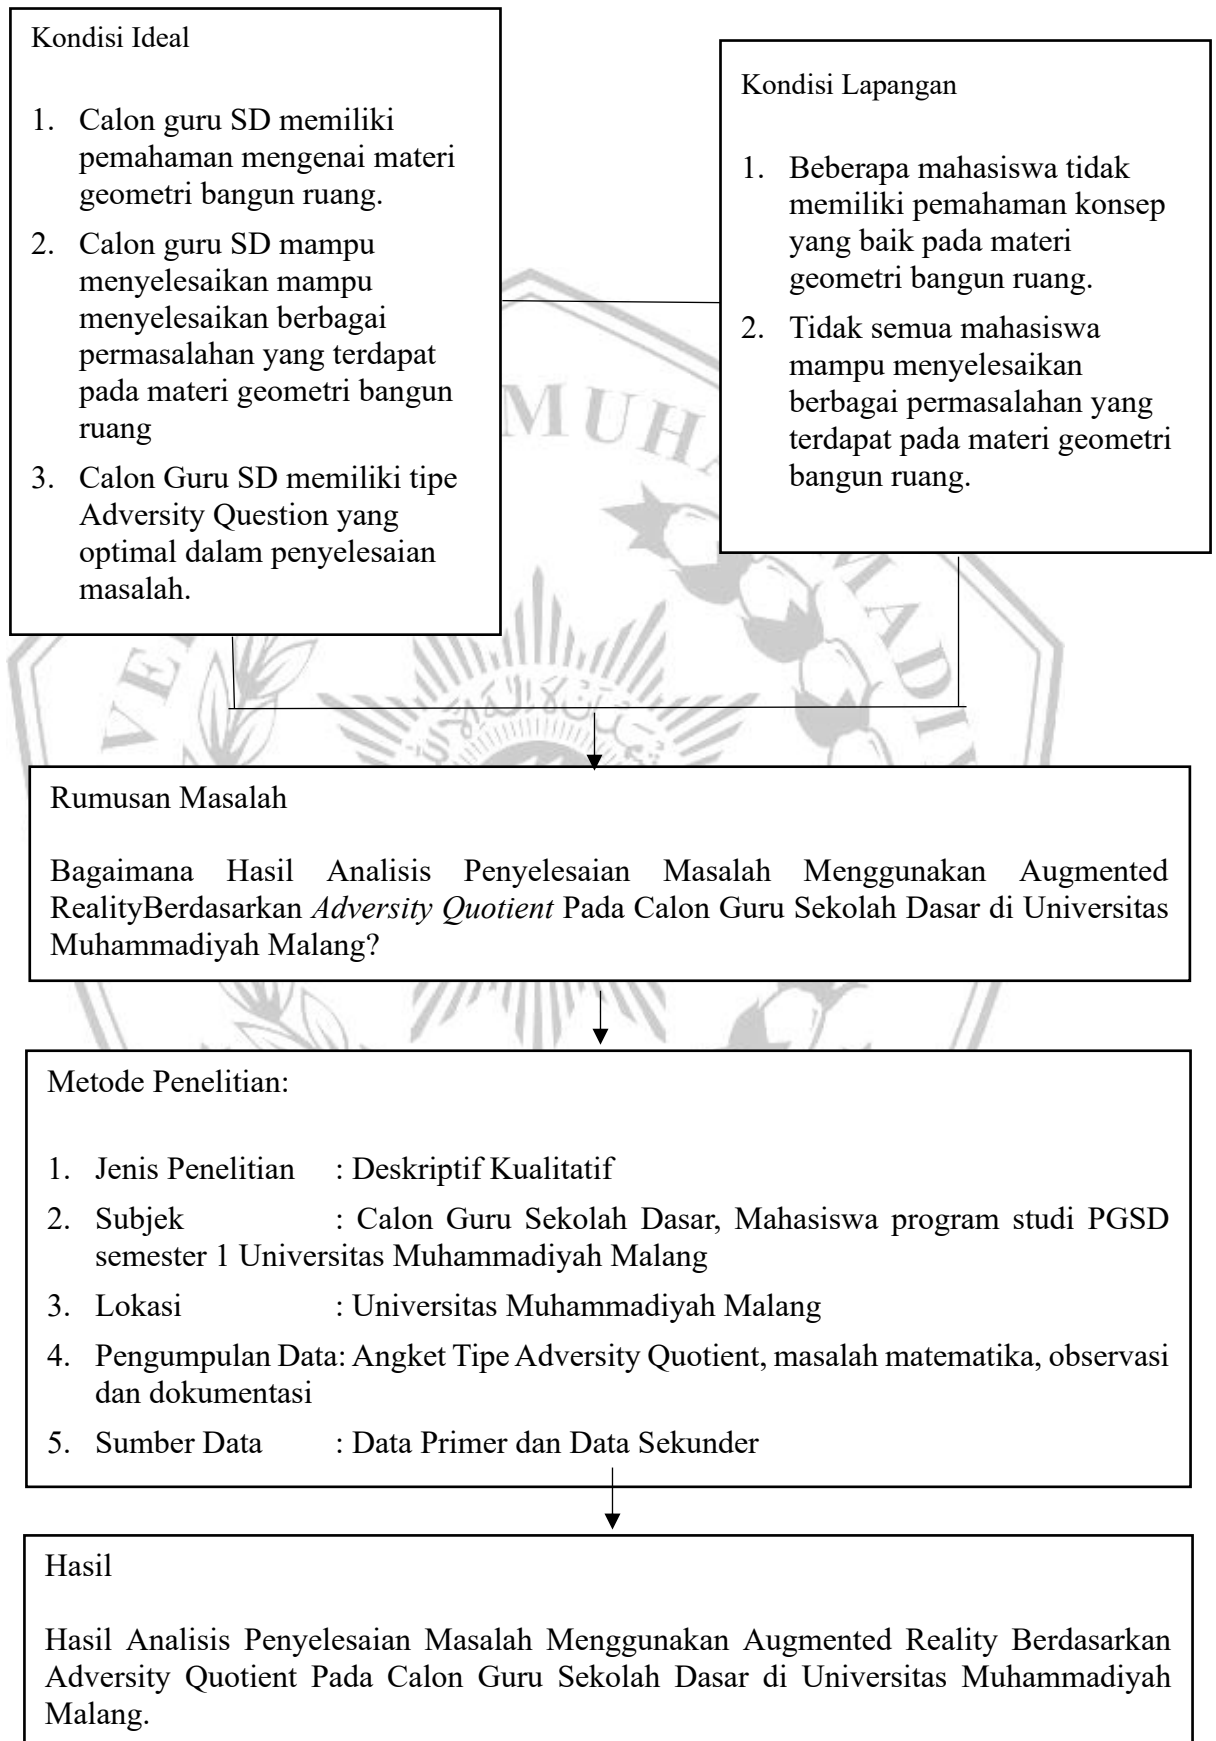 Kondisi Ideal
1. Calon guru SD memiliki
pemahaman mengenai materi
geometri bangun ruang.
2. Calon guru SD mampu
menyelesaikan mampu
menyelesaikan berbagai
permasalahan yang terdapat
pada materi geometri bangun
ruang
3. Calon Guru SD memiliki tipe
Adversity Question yang
optimal dalam penyelesaian
masalah.
Kondisi Lapangan
1. Beberapa mahasiswa tidak
memiliki pemahaman konsep
yang baik pada materi
geometri bangun ruang.
2. Tidak semua mahasiswa
mampu menyelesaikan
berbagai permasalahan yang
terdapat pada materi geometri
bangun ruang.
Rumusan Masalah
Bagaimana Hasil Analisis Penyelesaian Masalah Menggunakan Augmented
RealityBerdasarkan Adversity Quotient Pada Calon Guru Sekolah Dasar di Universitas
Muhammadiyah Malang?
Metode Penelitian:
1. Jenis Penelitian : Deskriptif Kualitatif
2. Subjek : Calon Guru Sekolah Dasar, Mahasiswa program studi PGSD
semester 1 Universitas Muhammadiyah Malang
3. Lokasi : Universitas Muhammadiyah Malang
4. Pengumpulan Data: Angket Tipe Adversity Quotient, masalah matematika, observasi
dan dokumentasi
5. Sumber Data : Data Primer dan Data Sekunder
Hasil
Hasil Analisis Penyelesaian Masalah Menggunakan Augmented Reality Berdasarkan
Adversity Quotient Pada Calon Guru Sekolah Dasar di Universitas Muhammadiyah
Malang.